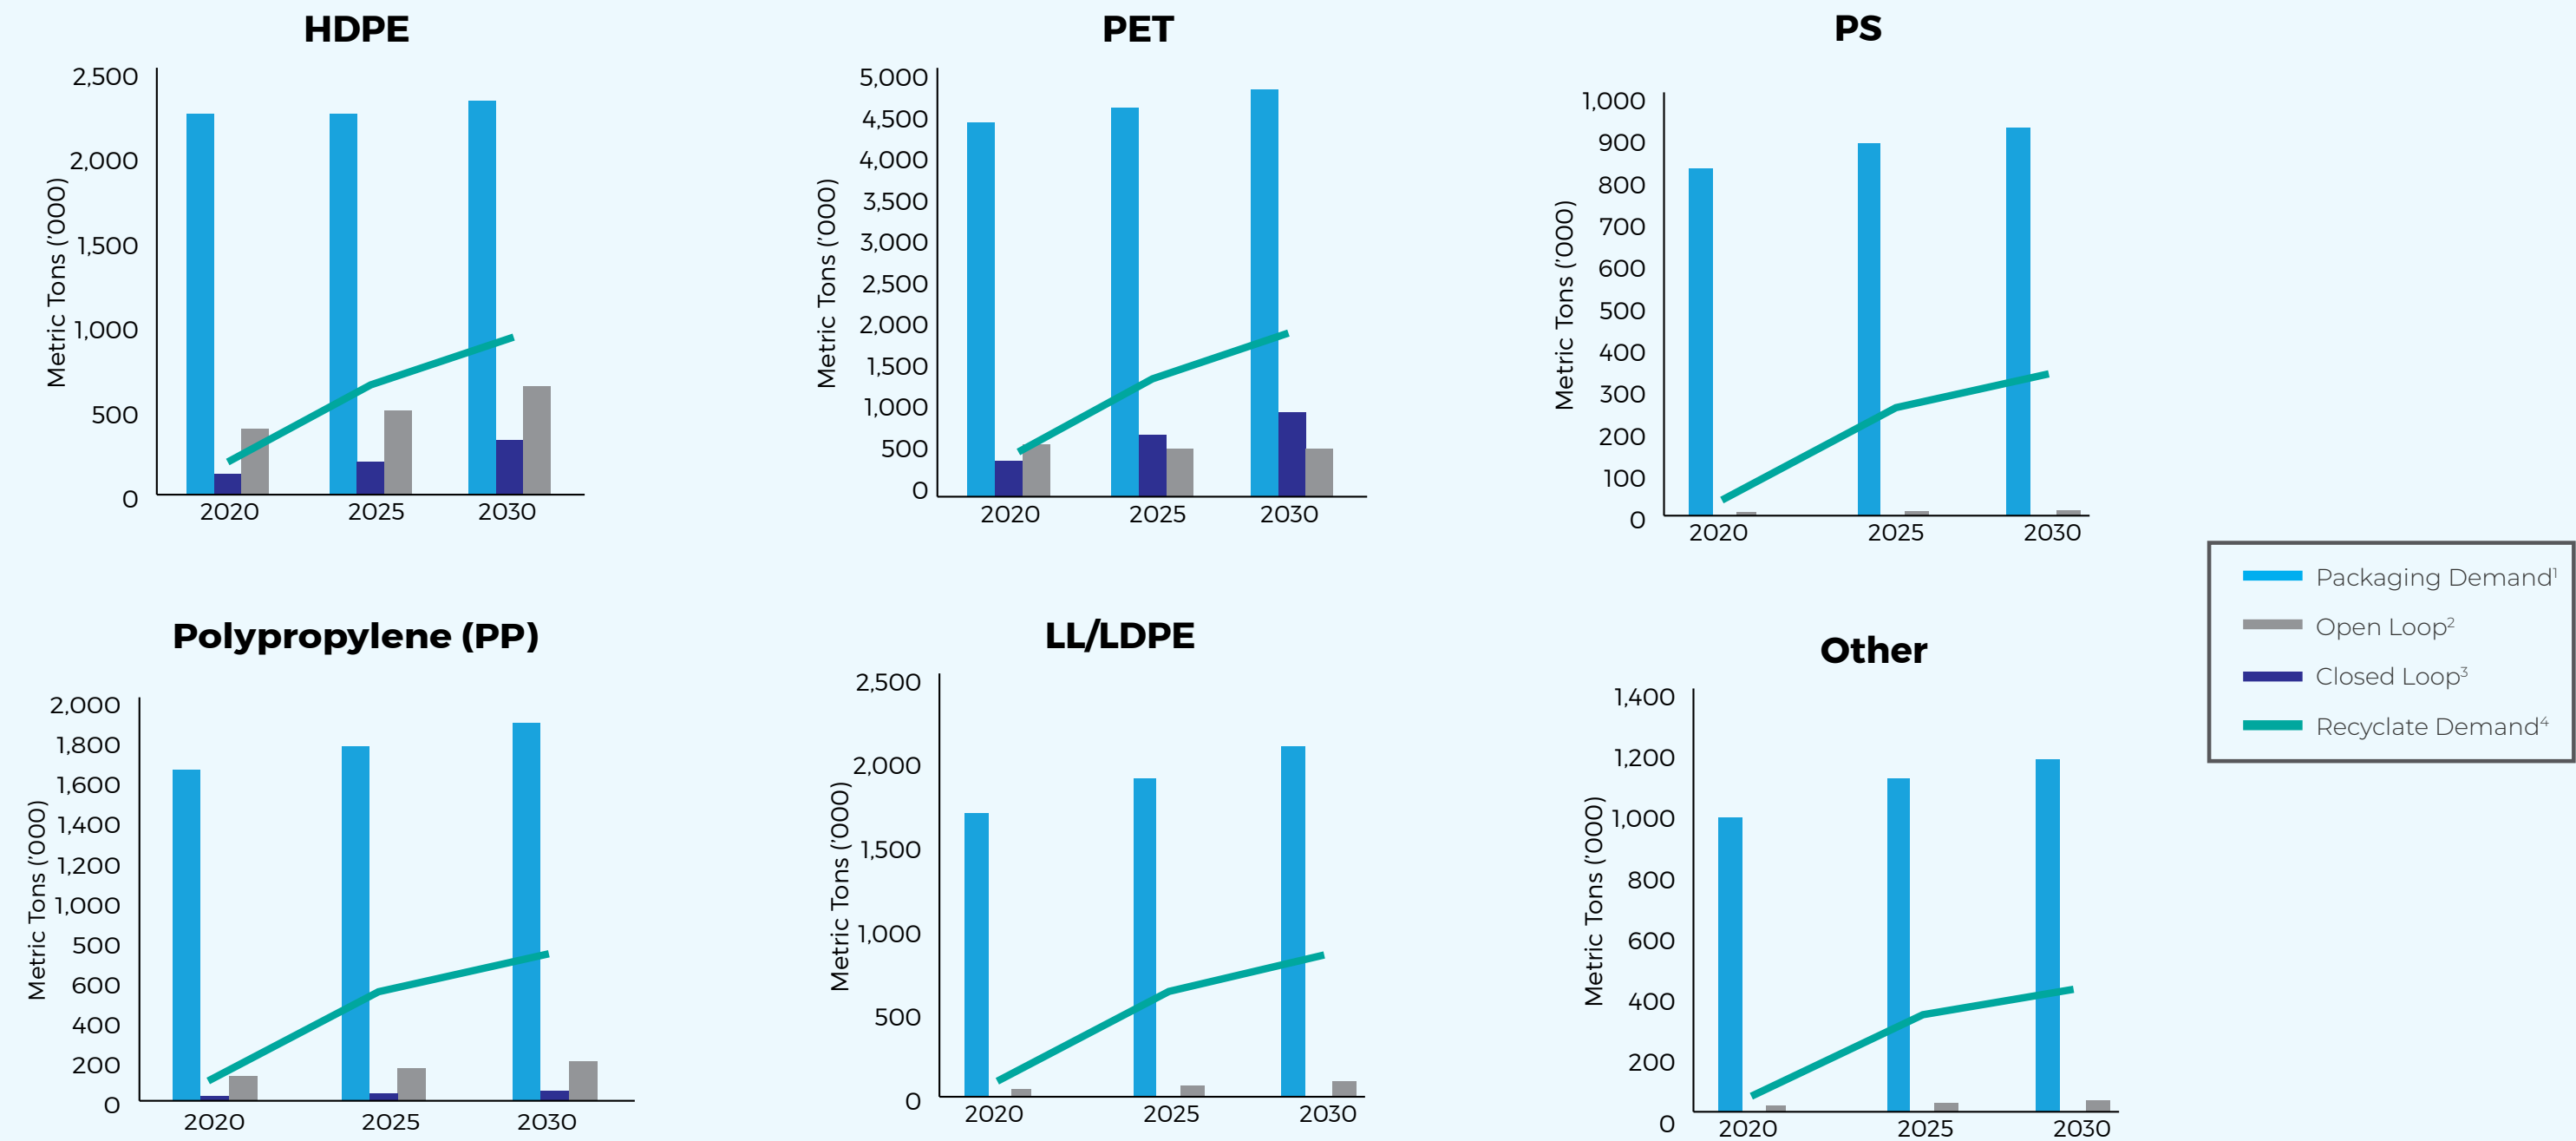 HDPE
2,500
2,000
1,500
1,000
500
0
Metric Tons ('000)
2020 2025 2030
PET
5,000
4,500
4,000
3,500
3,000
2,500
2,000
1,500
1,000
500
0
Metric Tons ('000)
2020 2025 2030
PS
1,000
900
800
700
600
500
400
300
200
100
0
Metric Tons ('000)
2020 2025 2030
Polypropylene (PP)
2,000
1,800
1,600
1,400
1,200
1,000
500
600
400
200
0
Metric Tons ('000)
2020 2025 2030
LL/LDPE
2,500
2,000
1,500
1,000
500
0
Metric Tons ('000)
2020 2025 2030
Other
1,400
1,200
1,000
800
600
400
200
0
Metric Tons ('000)
2020 2025 2030
Packaging Demand¹
Open Loop²
Closed Loop³
Recyclate Demand⁴